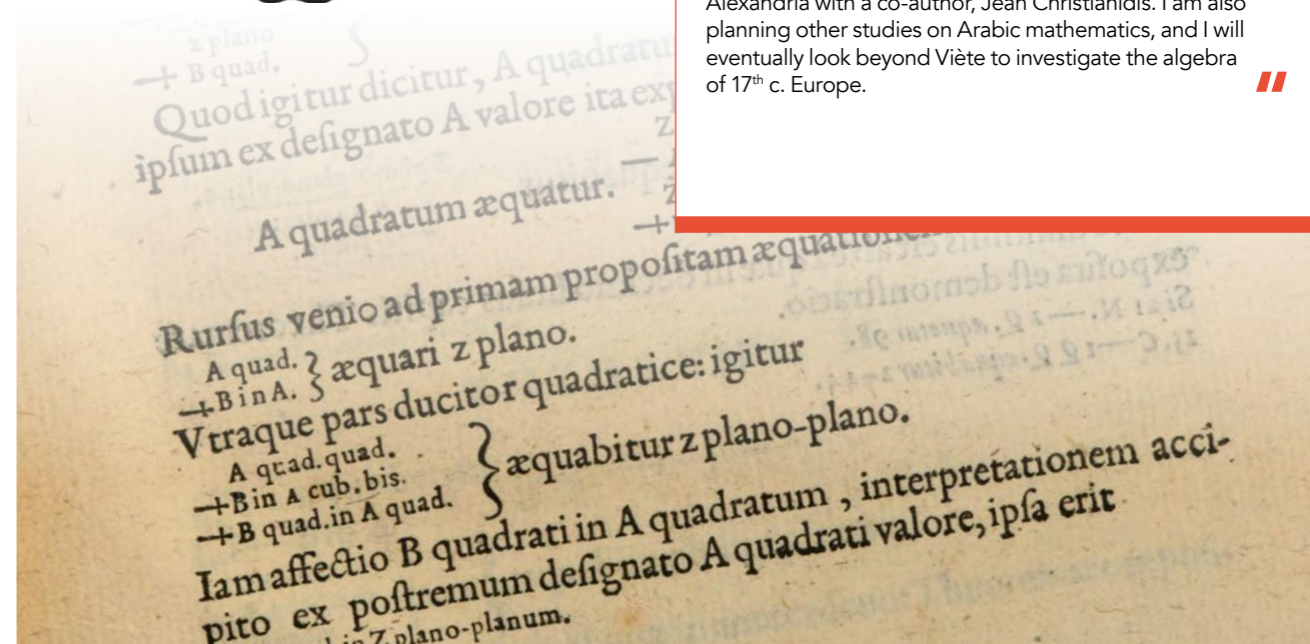 Alexandria with a co-author, Jean Christianidis. I am also
planning other studies on Arabic mathematics, and I will
eventually look beyond Viète to investigate the algebra
of 17th c. Europe.
"
z plano
+ B quad.
Quod igitur dicitur, A quadratu
ipſum ex deſignato A valore ita ex
A quadratum æquatur.
Rurſus venio ad primam propoſitam æquationem
A quad.
+ B in A. } æquari z plano.
Vtraque pars ducitor quadratice: igitur
A quad. quad.
+ B in A cub. bis. } æquabitur z plano-plano.
+ B quad. in A quad.
Iam affectio B quadrati in A quadratum, interpretationem acci-
pito ex poſtremum deſignato A quadrati valore, ipſa erit
in Z plano-planum.